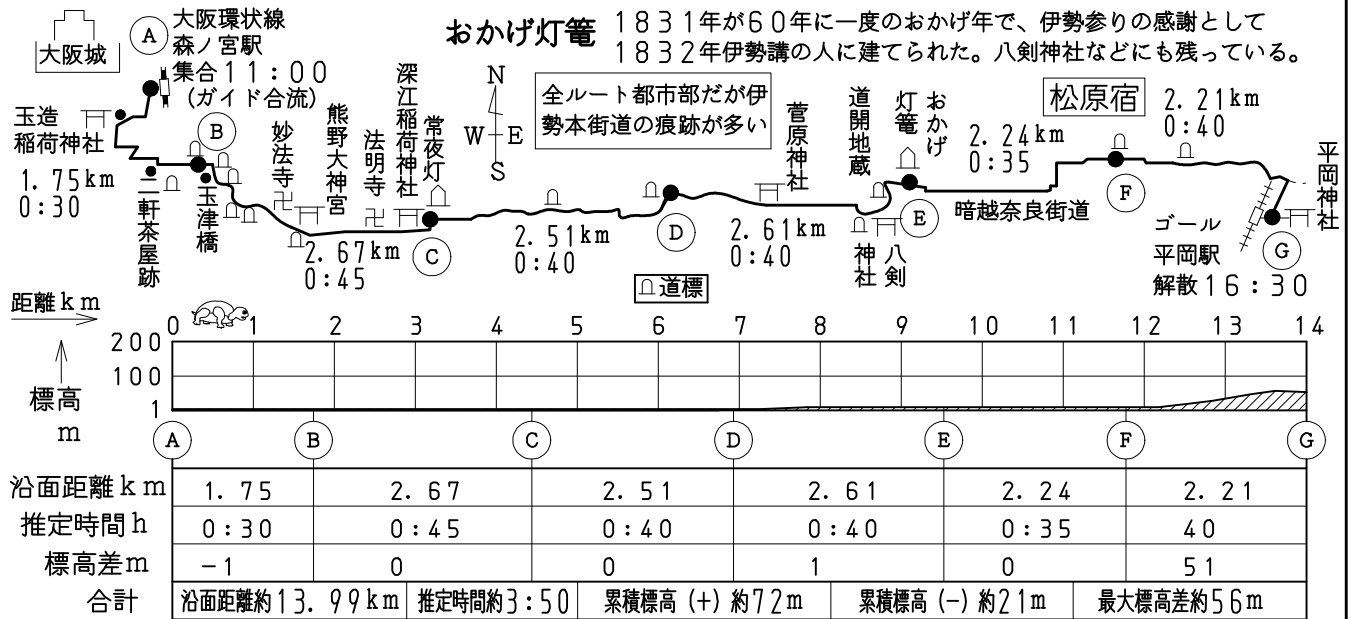 大阪城
A
大阪環状線
森ノ宮駅
集合11:00
(ガイド合流)
おかげ灯篭
1831年が60年に一度のおかげ年で、伊勢参りの感謝として
1832年伊勢講の人に建てられた。八剣神社などにも残っている。
全ルート都市部だが伊
勢本街道の痕跡が多い
N
W E
S
玉造
稲荷神社
1.75km
0:30
二軒茶屋跡
B
玉津橋
妙法寺
熊野大神宮
法明寺
深江稲荷神社
常夜灯
2.67km
0:45
C
2.51km
0:40
D
菅原神社
2.61km
0:40
道開地蔵
おかげ
灯篭
八剣
神社
E
2.24km
0:35
暗越奈良街道
松原宿
F
2.21km
0:40
平岡神社
G
ゴール
平岡駅
解散16:30
道標
距離km
0 1 2 3 4 5 6 7 8 9 10 11 12 13 14
200
100
1
標高
m
A B C D E F G
沿面距離km 1.75 2.67 2.51 2.61 2.24 2.21
推定時間h 0:30 0:45 0:40 0:40 0:35 40
標高差m -1 0 0 1 0 51
合計 沿面距離約13.99km 推定時間約3:50 累積標高(+)約72m 累積標高(-)約21m 最大標高差約56m